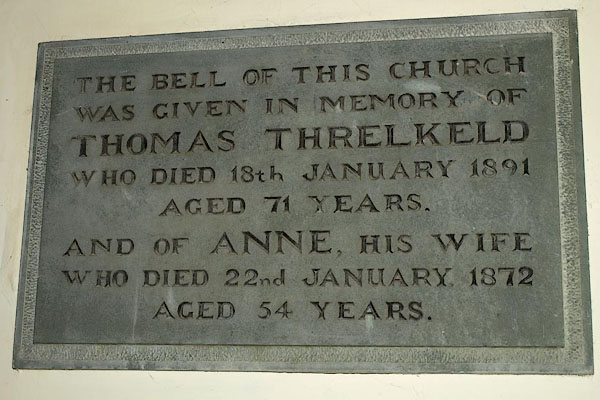 THE BELL OF THIS CHURCH
WAS GIVEN IN MEMORY OF
THOMAS THRELKELD
WHO DIED 18th JANUARY 1891
AGED 71 YEARS.
AND OF ANNE, HIS WIFE
WHO DIED 22nd JANUARY. 1872
AGED 54 YEARS.